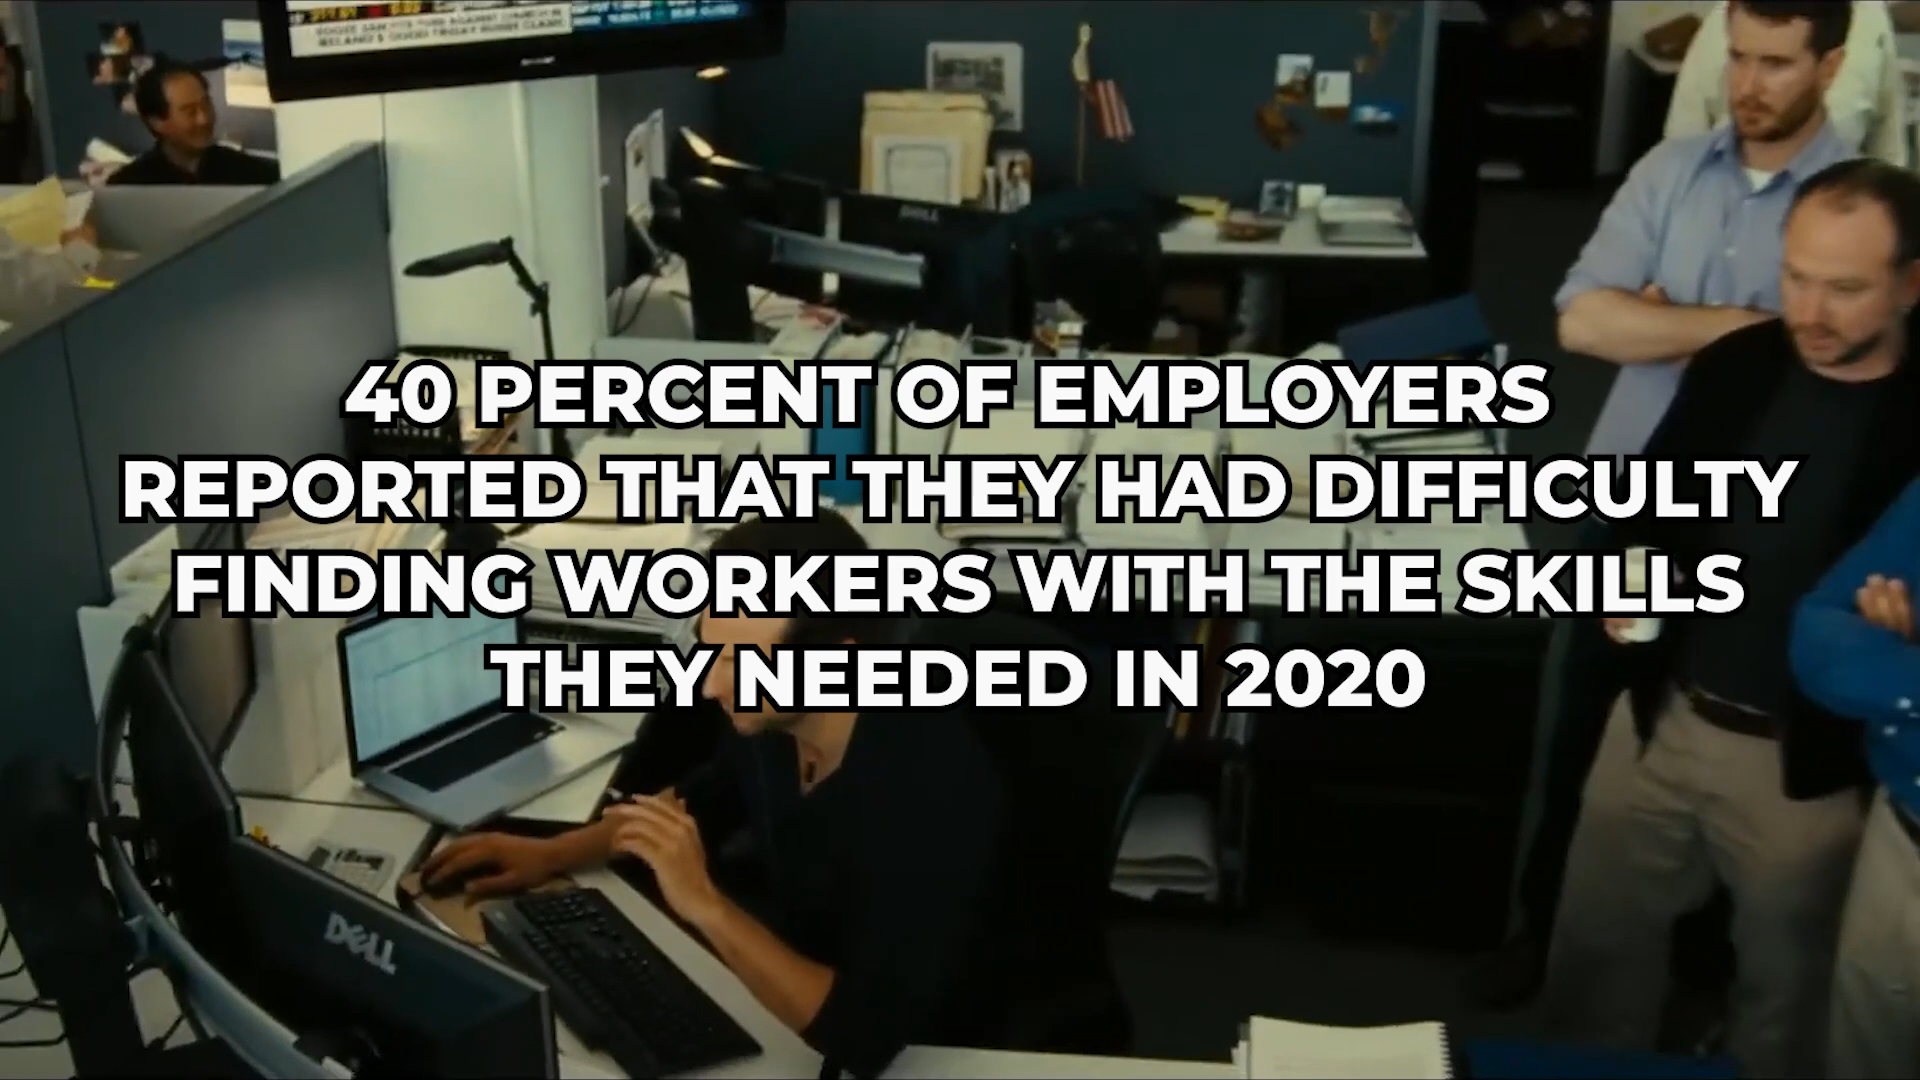 40 PERCENT OF EMPLOYERS
REPORTED THAT THEY HAD DIFFICULTY
FINDING WORKERS WITH THE SKILLS
THEY NEEDED IN 2020
DELL
DELL